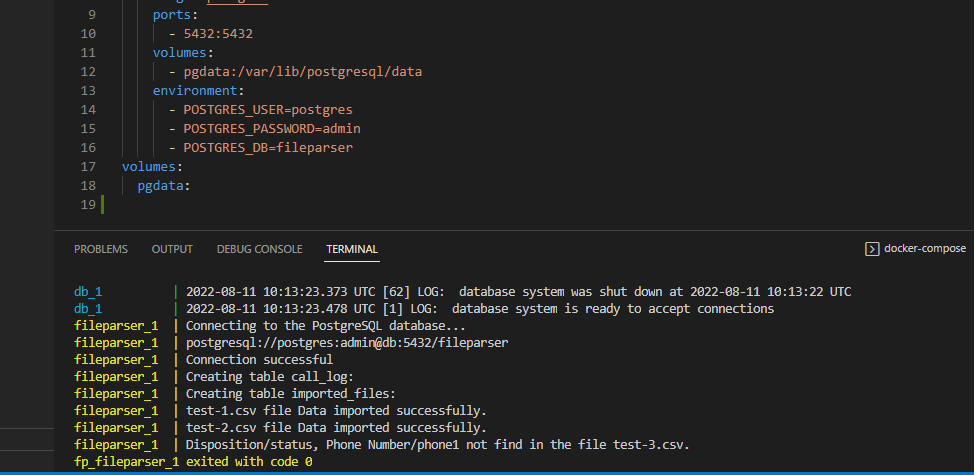 9 ports:
10 - 5432:5432
11 volumes:
12 - pgdata:/var/lib/postgresql/data
13 environment:
14 - POSTGRES_USER=postgres
15 - POSTGRES_PASSWORD=admin
16 - POSTGRES_DB=fileparser
17 volumes:
18 pgdata:
19
PROBLEMS OUTPUT DEBUG CONSOLE TERMINAL docker-compose
db_1 | 2022-08-11 10:13:23.373 UTC [62] LOG:  database system was shut down at 2022-08-11 10:13:22 UTC
db_1 | 2022-08-11 10:13:23.478 UTC [1] LOG:  database system is ready to accept connections
fileparser_1 | Connecting to the PostgreSQL database...
fileparser_1 | postgresql://postgres:admin@db:5432/fileparser
fileparser_1 | Connection successful
fileparser_1 | Creating table call_log:
fileparser_1 | Creating table imported_files:
fileparser_1 | test-1.csv file Data imported successfully.
fileparser_1 | test-2.csv file Data imported successfully.
fileparser_1 | Disposition/status, Phone Number/phone1 not find in the file test-3.csv.
fp_fileparser_1 exited with code 0